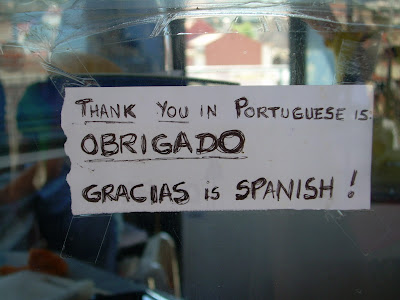 THANK YOU IN PORTUGUESE IS
OBRIGADO
GRACIAS is SPANISH !